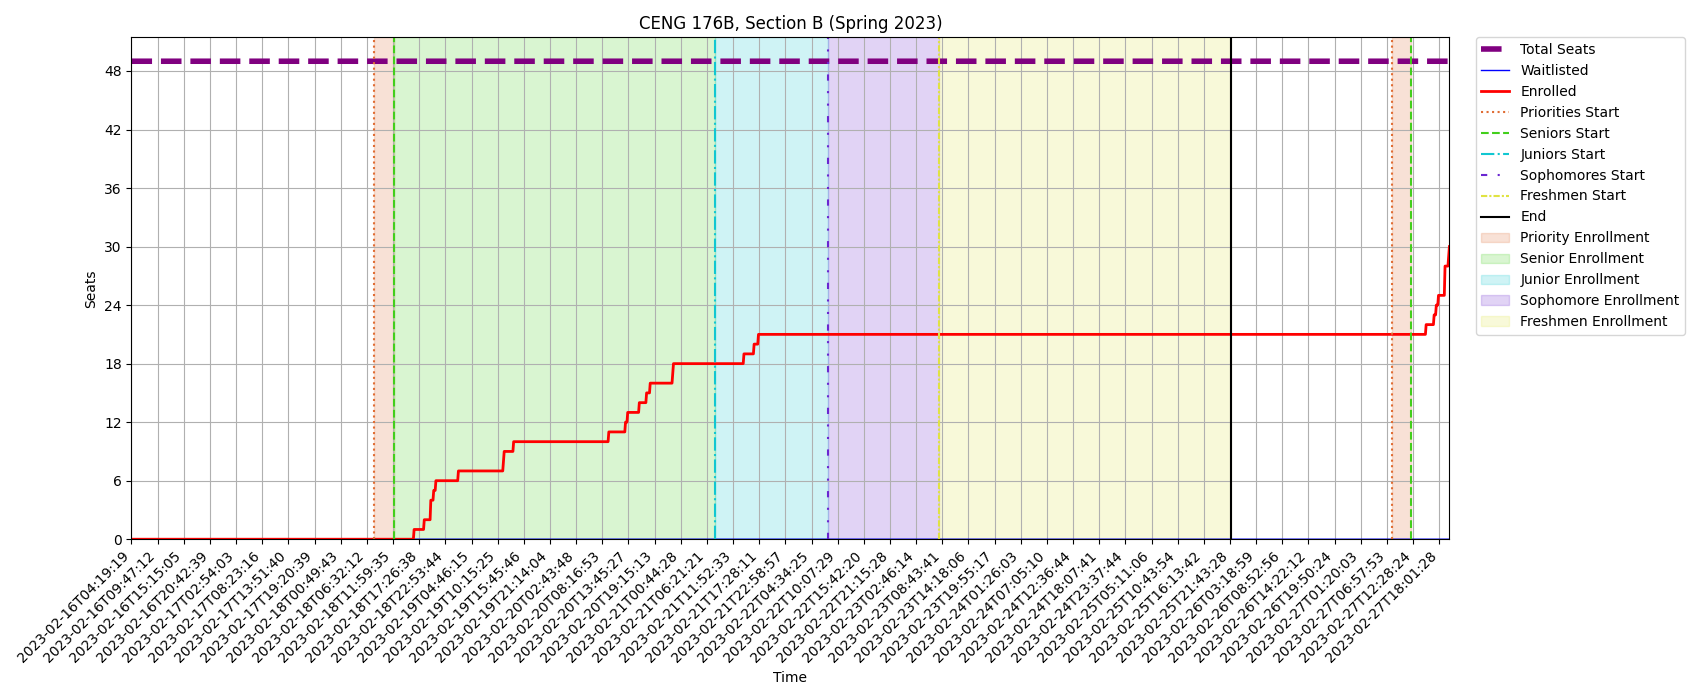 CENG 176B, Section B (Spring 2023)
Seats
48
42
36
30
24
18
12
6
0
2023-02-16T04:19:19
2023-02-16T09:47:12
2023-02-16T15:15:05
2023-02-16T20:42:39
2023-02-17T02:54:03
2023-02-17T08:23:16
2023-02-17T13:51:40
2023-02-17T19:20:39
2023-02-18T00:49:43
2023-02-18T06:32:12
2023-02-18T11:59:35
2023-02-18T17:26:38
2023-02-18T22:53:44
2023-02-19T04:46:15
2023-02-19T10:15:25
2023-02-19T15:45:46
2023-02-19T21:14:04
2023-02-20T02:43:48
2023-02-20T08:16:53
2023-02-20T13:45:27
2023-02-20T19:15:13
2023-02-21T00:44:28
2023-02-21T06:21:21
2023-02-21T11:52:33
2023-02-21T17:28:11
2023-02-21T22:58:57
2023-02-22T04:34:25
2023-02-22T10:07:29
2023-02-22T15:42:20
2023-02-22T21:15:28
2023-02-23T02:46:14
2023-02-23T08:43:41
2023-02-23T14:18:06
2023-02-23T19:55:17
2023-02-24T01:26:03
2023-02-24T07:05:10
2023-02-24T12:36:44
2023-02-24T18:07:41
2023-02-24T23:37:44
2023-02-25T05:11:06
2023-02-25T10:43:54
2023-02-25T16:13:42
2023-02-25T21:43:28
2023-02-26T03:18:59
2023-02-26T08:52:56
2023-02-26T14:22:12
2023-02-26T19:50:24
2023-02-27T01:20:03
2023-02-27T06:57:53
2023-02-27T12:28:24
2023-02-27T18:01:28
Time
Total Seats
Waitlisted
Enrolled
Priorities Start
Seniors Start
Juniors Start
Sophomores Start
Freshmen Start
End
Priority Enrollment
Senior Enrollment
Junior Enrollment
Sophomore Enrollment
Freshmen Enrollment